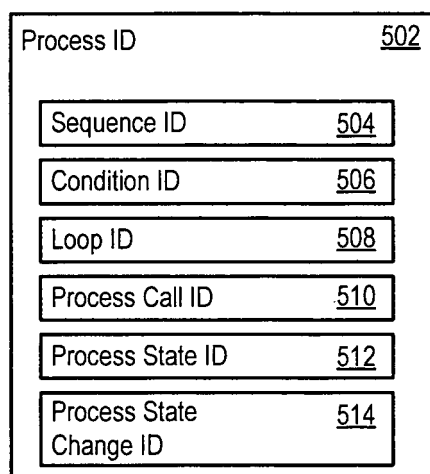 Process ID 502
Sequence ID 504
Condition ID 506
Loop ID 508
Process Call ID 510
Process State ID 512
Process State 514
Change ID